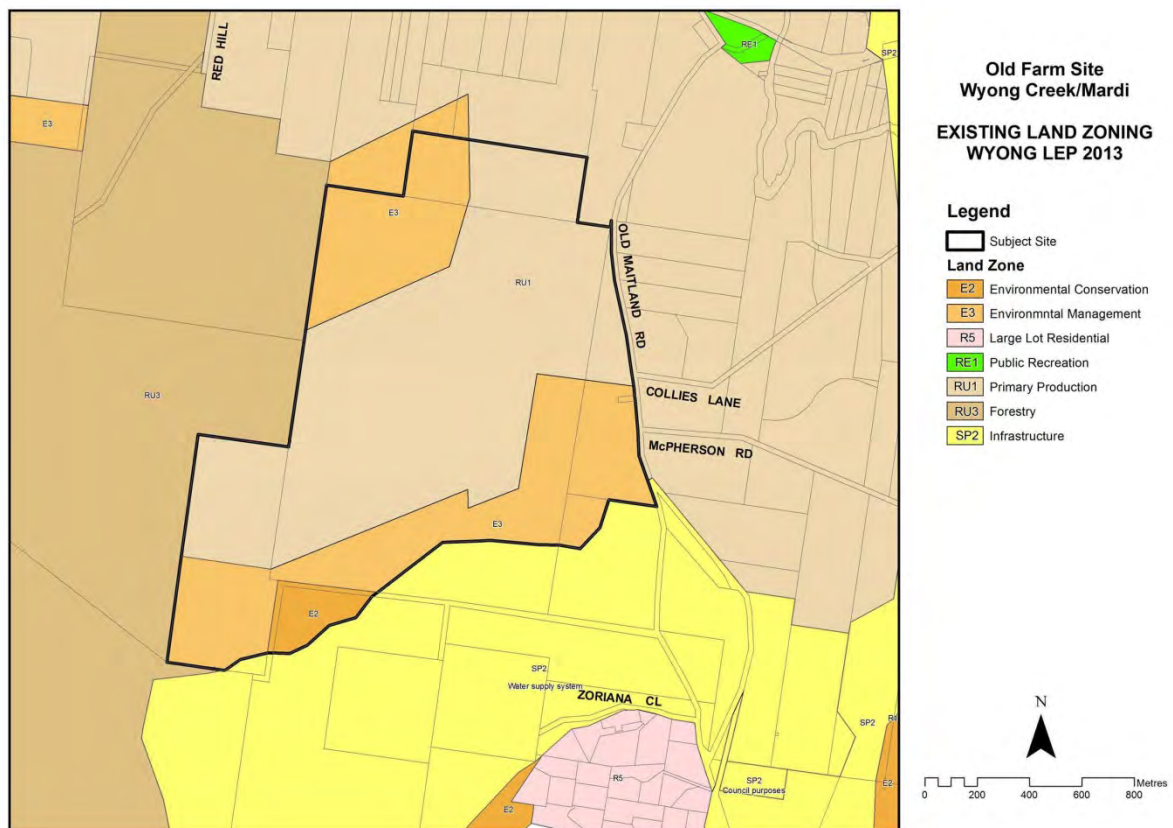 RED HILL
RE1
SP2
E3
E3
RU1
OLD MAITLAND RD
COLLIES LANE
McPHERSON RD
RU3
E3
E2
SP2
Water supply system
ZORIANA CL
R5
SP2
Council purposes
SP2
E2
E2
Old Farm Site
Wyong Creek/Mardi
EXISTING LAND ZONING
WYONG LEP 2013
Legend
Subject Site
Land Zone
E2 Environmental Conservation
E3 Environmntal Management
R5 Large Lot Residential
RE1 Public Recreation
RU1 Primary Production
RU3 Forestry
SP2 Infrastructure
N
Metres
0 200 400 600 800